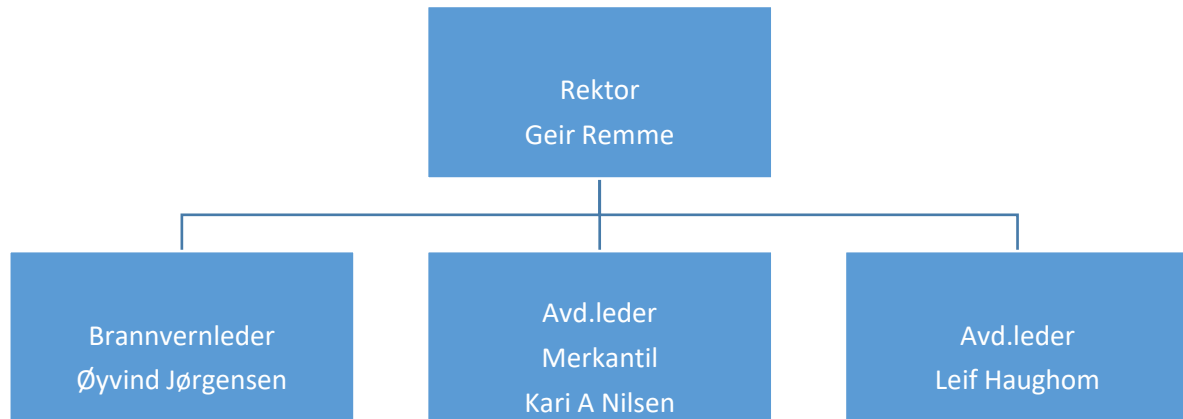 Rektor
Geir Remme
Brannvernleder
Øyvind Jørgensen
Avd.leder
Merkantil
Kari A Nilsen
Avd.leder
Leif Haughom